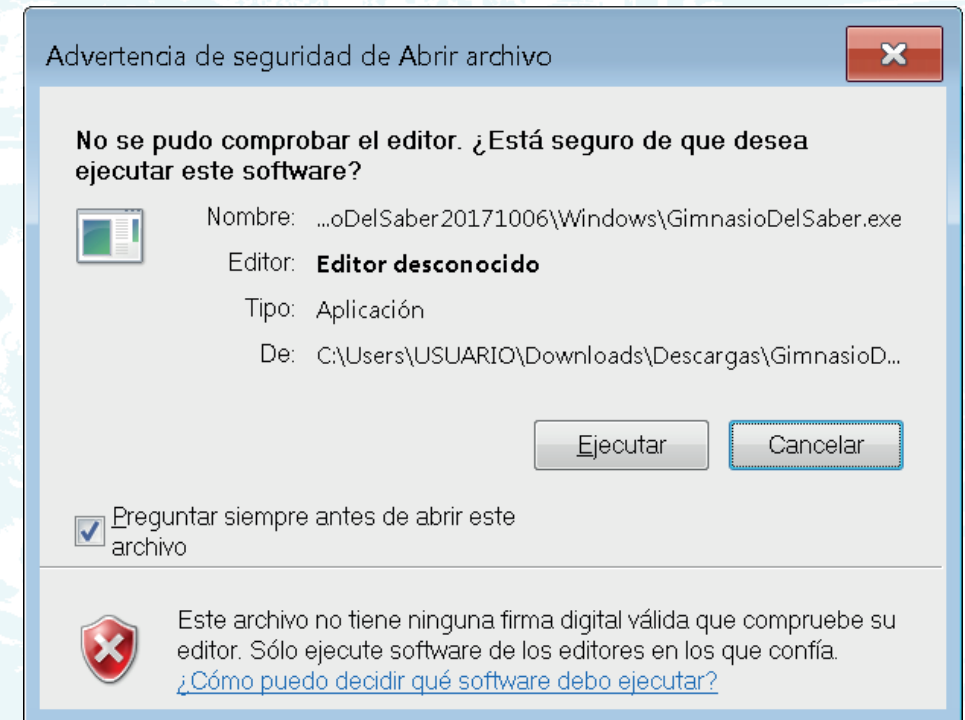 Advertencia de seguridad de Abrir archivo
No se pudo comprobar el editor. ¿Está seguro de que desea
ejecutar este software?
Nombre: ...oDelSaber20171006\Windows\GimnasioDelSaber.exe
Editor: Editor desconocido
Tipo: Aplicación
De: C:\Users\USUARIO\Downloads\Descargas\GimnasioD...
Ejecutar Cancelar
Preguntar siempre antes de abrir este
archivo
Este archivo no tiene ninguna firma digital válida que compruebe su
editor. Sólo ejecute software de los editores en los que confía.
¿Cómo puedo decidir qué software debo ejecutar?